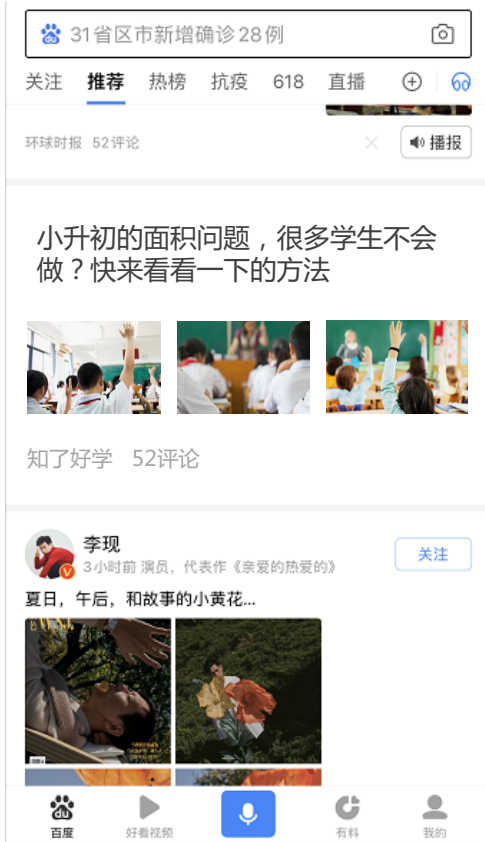 31省区市新增确诊28例
关注 推荐 热榜 抗疫 618 直播
环球时报 52评论
播报
小升初的面积问题，很多学生不会
做？快来看看一下的方法
知了好学 52评论
李现
3小时前 演员，代表作《亲爱的热爱的》
关注
夏日，午后，和故事的小黄花...
百度 好看视频 有料 我的